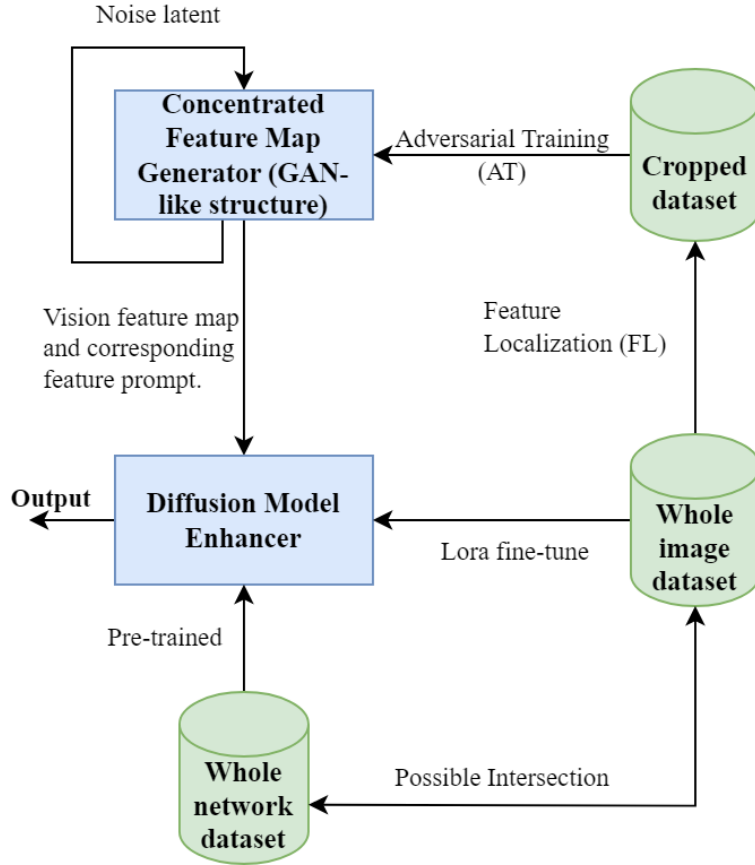 Noise latent
Concentrated
Feature Map
Generator (GAN-
like structure)
Adversarial Training
(AT)
Cropped
dataset
Vision feature map
and corresponding
feature prompt.
Feature
Localization (FL)
Output
Diffusion Model
Enhancer
Lora fine-tune
Whole
image
dataset
Pre-trained
Whole
network
dataset
Possible Intersection